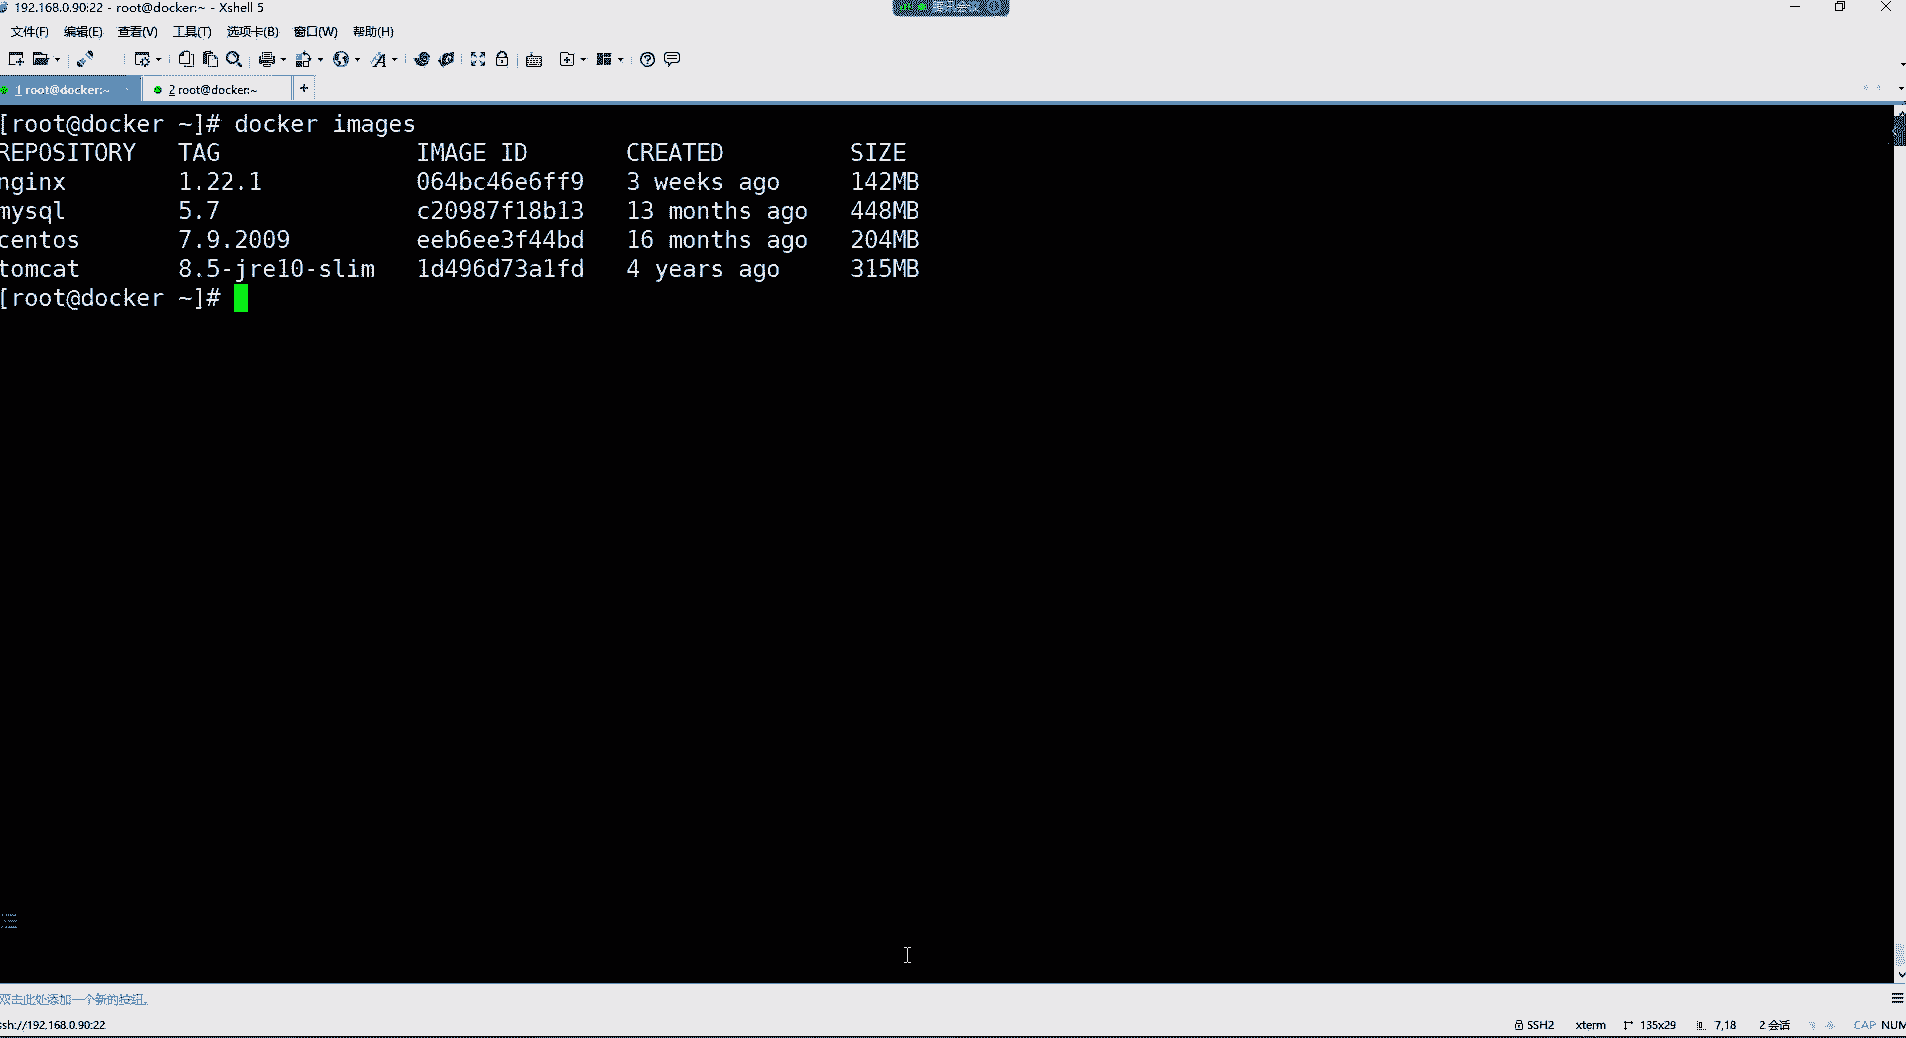 192.168.0.90:22 - root@docker:~ - Xshell 5
腾讯会议
文件(F) 编辑(E) 查看(V) 工具(T) 选项卡(B) 窗口(W) 帮助(H)
1 root@docker:~ 2 root@docker:~ +
[root@docker ~]# docker images
REPOSITORY TAG IMAGE ID CREATED SIZE
nginx 1.22.1 064bc46e6ff9 3 weeks ago 142MB
mysql 5.7 c20987f18b13 13 months ago 448MB
centos 7.9.2009 eeb6ee3f44bd 16 months ago 204MB
tomcat 8.5-jre10-slim 1d496d73a1fd 4 years ago 315MB
[root@docker ~]#
双击此处添加一个新的按钮。
ssh://192.168.0.90:22 SSH2 xterm 135x29 7,18 2 会话 CAP NUM